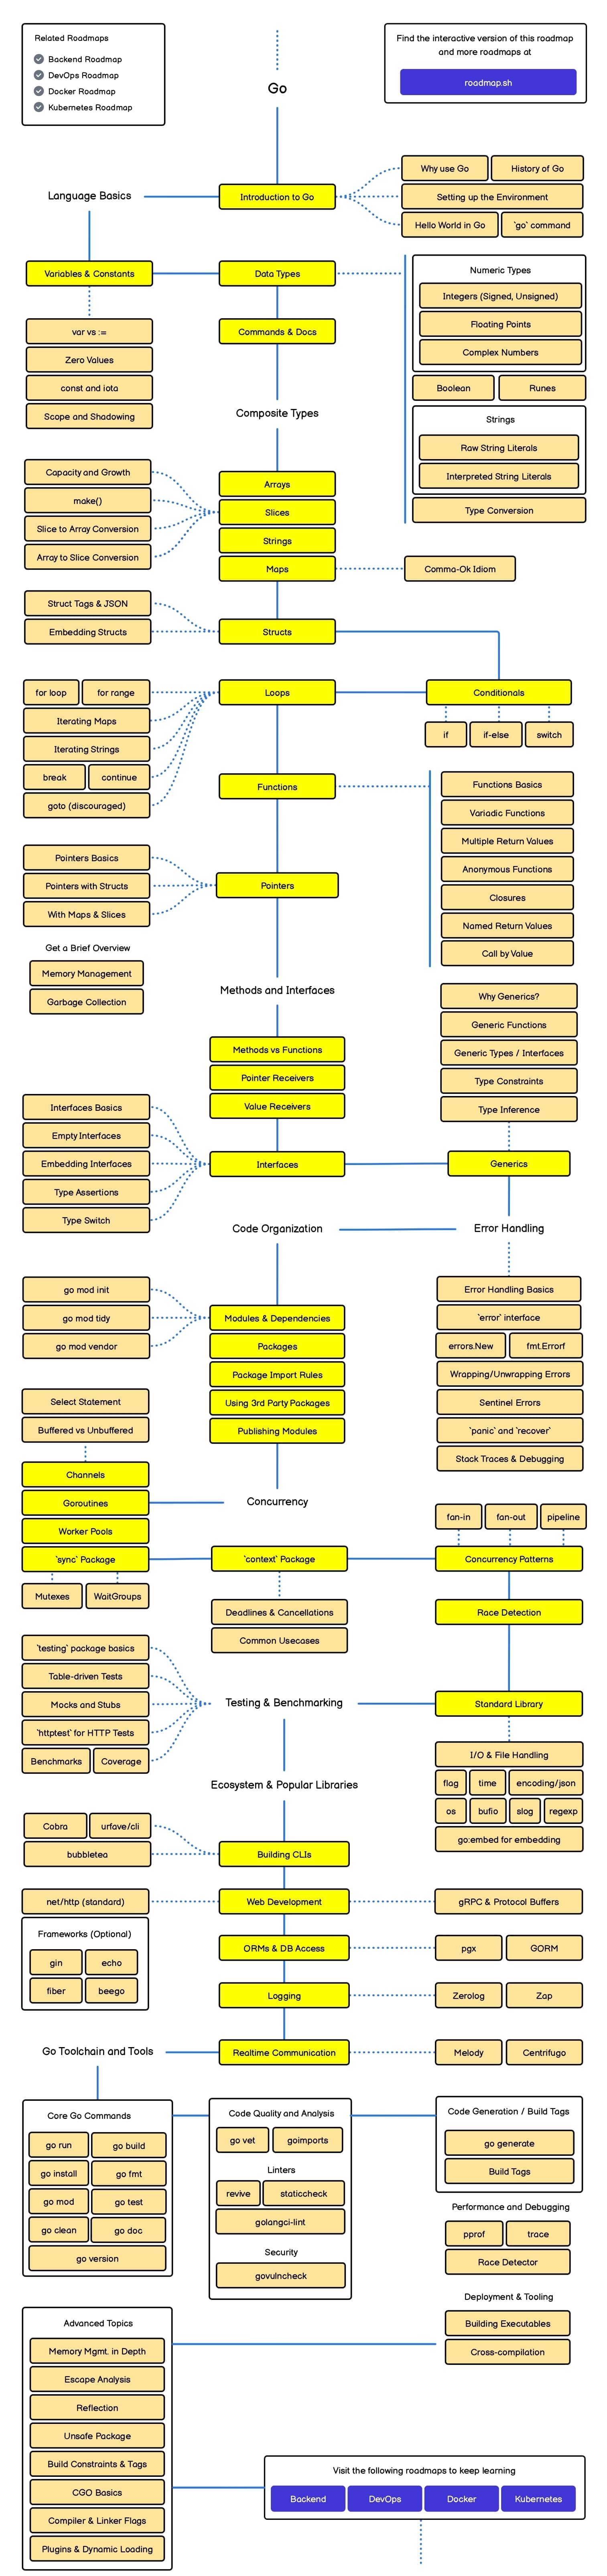 Related Roadmaps
Backend Roadmap
DevOps Roadmap
Docker Roadmap
Kubernetes Roadmap
Go
Find the interactive version of this roadmap
and more roadmaps at
roadmap.sh
Language Basics
Introduction to Go
Why use Go
History of Go
Setting up the Environment
Hello World in Go
`go` command
Variables & Constants
Data Types
var vs :=
Zero Values
const and iota
Scope and Shadowing
Commands & Docs
Numeric Types
Integers (Signed, Unsigned)
Floating Points
Complex Numbers
Boolean
Runes
Strings
Raw String Literals
Interpreted String Literals
Type Conversion
Composite Types
Capacity and Growth
make()
Slice to Array Conversion
Array to Slice Conversion
Arrays
Slices
Strings
Maps
Comma-Ok Idiom
Struct Tags & JSON
Embedding Structs
Structs
for loop
for range
Iterating Maps
Iterating Strings
break
continue
goto (discouraged)
Loops
Conditionals
if
if-else
switch
Functions
Functions Basics
Variadic Functions
Multiple Return Values
Anonymous Functions
Closures
Named Return Values
Call by Value
Pointers Basics
Pointers with Structs
With Maps & Slices
Pointers
Get a Brief Overview
Memory Management
Garbage Collection
Methods and Interfaces
Why Generics?
Generic Functions
Generic Types / Interfaces
Type Constraints
Type Inference
Methods vs Functions
Pointer Receivers
Value Receivers
Interfaces Basics
Empty Interfaces
Embedding Interfaces
Type Assertions
Type Switch
Interfaces
Generics
Code Organization
Error Handling
go mod init
go mod tidy
go mod vendor
Modules & Dependencies
Packages
Package Import Rules
Using 3rd Party Packages
Publishing Modules
Error Handling Basics
`error` interface
errors.New
fmt.Errorf
Wrapping/Unwrapping Errors
Sentinel Errors
`panic` and `recover`
Stack Traces & Debugging
Select Statement
Buffered vs Unbuffered
Channels
Goroutines
Worker Pools
`sync` Package
Mutexes
WaitGroups
Concurrency
`context` Package
Deadlines & Cancellations
Common Usecases
fan-in
fan-out
pipeline
Concurrency Patterns
Race Detection
`testing` package basics
Table-driven Tests
Mocks and Stubs
`httptest` for HTTP Tests
Benchmarks
Coverage
Testing & Benchmarking
Standard Library
I/O & File Handling
flag
time
encoding/json
os
bufio
slog
regexp
go:embed for embedding
Ecosystem & Popular Libraries
Cobra
urfave/cli
bubbletea
Building CLIs
net/http (standard)
Web Development
gRPC & Protocol Buffers
Frameworks (Optional)
gin
echo
fiber
beego
ORMs & DB Access
pgx
GORM
Logging
Zerolog
Zap
Go Toolchain and Tools
Realtime Communication
Melody
Centrifugo
Core Go Commands
go run
go build
go install
go fmt
go mod
go test
go clean
go doc
go version
Code Quality and Analysis
go vet
goimports
Linters
revive
staticcheck
golangci-lint
Security
govulncheck
Code Generation / Build Tags
go generate
Build Tags
Performance and Debugging
pprof
trace
Race Detector
Deployment & Tooling
Building Executables
Cross-compilation
Advanced Topics
Memory Mgmt. in Depth
Escape Analysis
Reflection
Unsafe Package
Build Constraints & Tags
CGO Basics
Compiler & Linker Flags
Plugins & Dynamic Loading
Visit the following roadmaps to keep learning
Backend
DevOps
Docker
Kubernetes